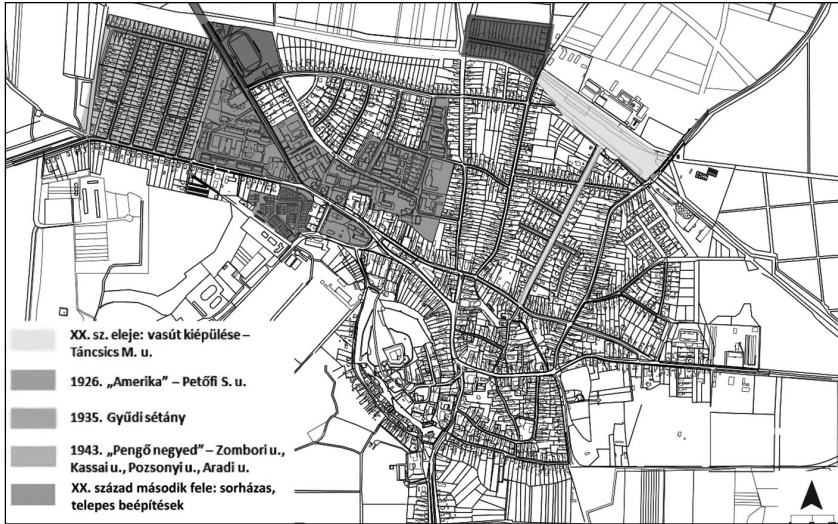 XX. sz. eleje: vasút kiépülése –
Táncsics M. u.
1926. „Amerika” – Petőfi S. u.
1935. Gyűdi sétány
1943. „Pengő negyed” – Zombori u.,
Kassai u., Pozsonyi u., Aradi u.
XX. század második fele: sorházas,
telepes beépítések